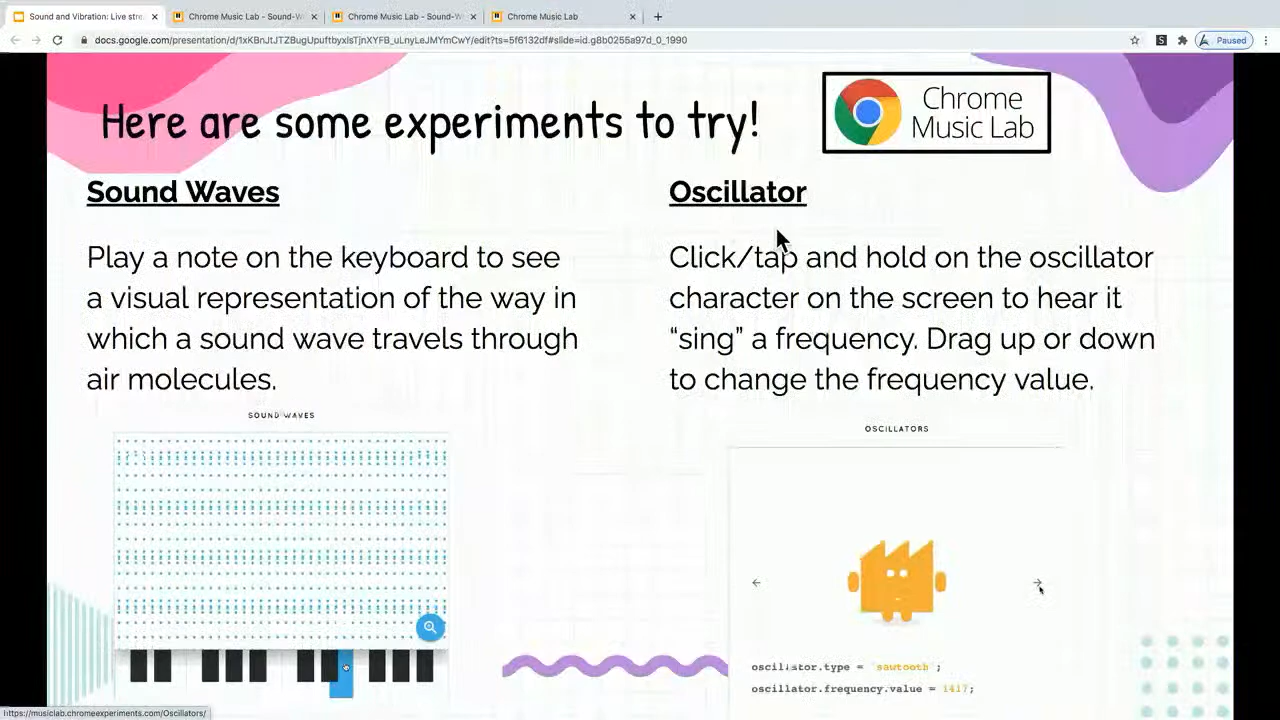 Sound and Vibration: Live stre
Chrome Music Lab - Sound-W
Chrome Music Lab - Sound-W
Chrome Music Lab
docs.google.com/presentation/d/1xKBnJtJTZBugUpuftbyxlsTjnXYFB_uLnyLeJMYmCwY/edit?ts=5f6132df#slide=id.g8b0255a97d_0_1990
Paused
Here are some experiments to try!
Chrome
Music Lab
Sound Waves
Play a note on the keyboard to see
a visual representation of the way in
which a sound wave travels through
air molecules.
SOUND WAVES
Oscillator
Click/tap and hold on the oscillator
character on the screen to hear it
“sing” a frequency. Drag up or down
to change the frequency value.
OSCILLATORS
oscillator.type = 'sawtooth';
oscillator.frequency.value = 1417;
https://musiclab.chromeexperiments.com/Oscillators/